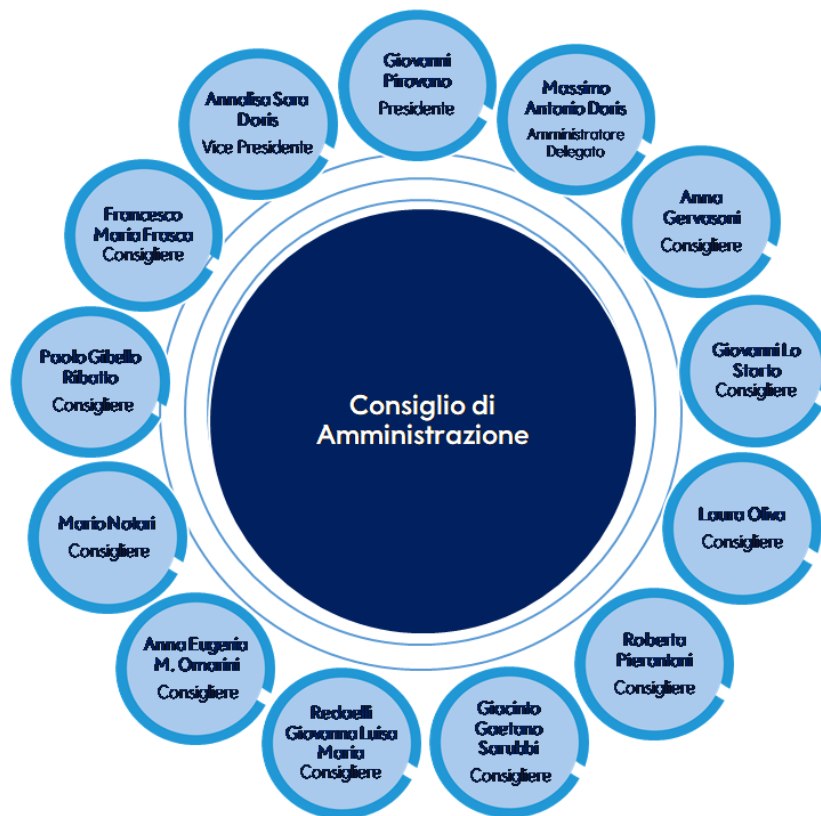 Giovanni
Pirovano
Presidente
Massimo
Antonio Doris
Amministratore
Delegato
Anna
Gervasoni
Consigliere
Giovanni Lo
Storto
Consigliere
Laura Oliva
Consigliere
Roberta
Pierantoni
Consigliere
Giacinto
Gaetano
Sarubbi
Consigliere
Redaelli
Giovanna Luisa
Maria
Consigliere
Anna Eugenia
M. Omarini
Consigliere
Mario Notari
Consigliere
Paolo Gibello
Ribatto
Consigliere
Francesco
Maria Frasca
Consigliere
Annalisa Sara
Doris
Vice Presidente
Consiglio di
Amministrazione